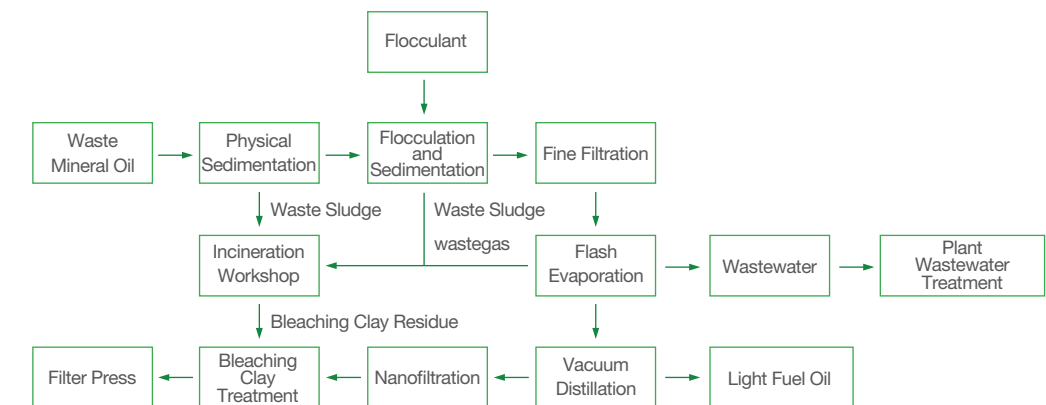 Flocculant
Waste
Mineral Oil
Physical
Sedimentation
Flocculation
and
Sedimentation
Fine Filtration
Waste Sludge
Waste Sludge
wastegas
Incineration
Workshop
Flash
Evaporation
Wastewater
Plant
Wastewater
Treatment
Bleaching Clay Residue
Filter Press
Bleaching
Clay
Treatment
Nanofiltration
Vacuum
Distillation
Light Fuel Oil